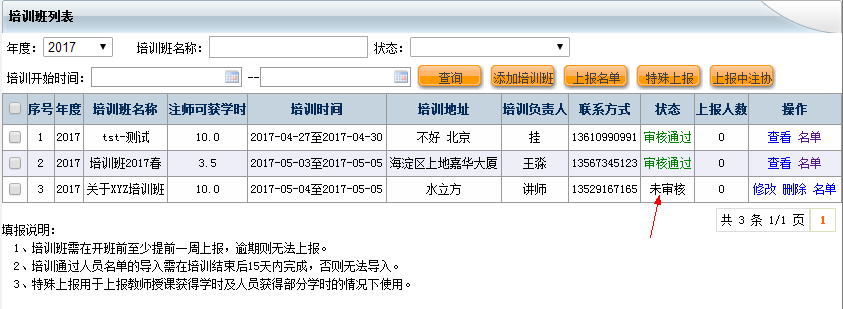 培训班列表
年度： 2017 培训班名称： 状态：
培训开始时间： -- 查询 添加培训班 上报名单 特殊上报 上报中注协
序号 年度 培训班名称 注师可获学时 培训时间 培训地址 培训负责人 联系方式 状态 上报人数 操作
1 2017 tst-测试 10.0 2017-04-27至2017-04-30 不好 北京 挂 13610990991 审核通过 0 查看 名单
2 2017 培训班2017春 3.5 2017-05-03至2017-05-05 海淀区上地嘉华大厦 王淼 13567345123 审核通过 0 查看 名单
3 2017 关于XYZ培训班 10.0 2017-05-04至2017-05-05 水立方 讲师 13529167165 未审核 0 修改 删除 名单
共 3 条 1/1 页 1
填报说明：
1、培训班需在开班前至少提前一周上报，逾期则无法上报。
2、培训通过人员名单的导入需在培训结束后15天内完成，否则无法导入。
3、特殊上报用于上报教师授课获得学时及人员获得部分学时的情况下使用。